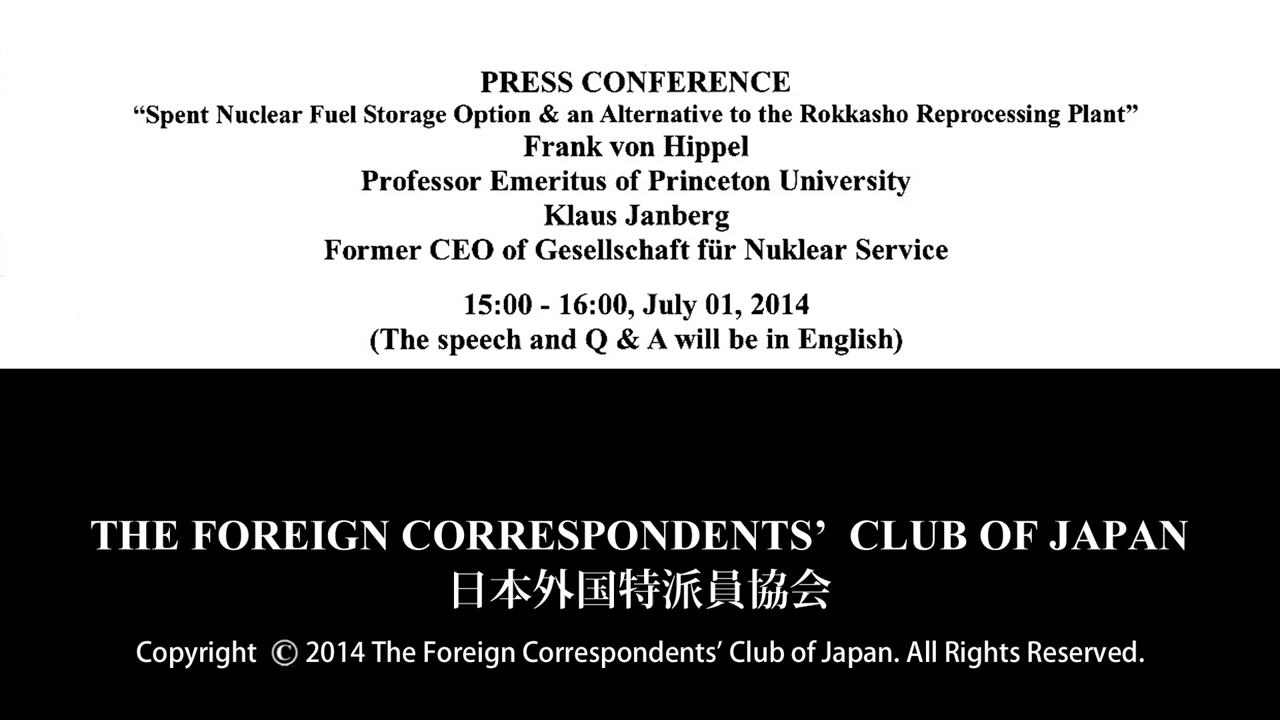 PRESS CONFERENCE
“Spent Nuclear Fuel Storage Option & an Alternative to the Rokkasho Reprocessing Plant”
Frank von Hippel
Professor Emeritus of Princeton University
Klaus Janberg
Former CEO of Gesellschaft für Nuklear Service
15:00 - 16:00, July 01, 2014
(The speech and Q & A will be in English)
THE FOREIGN CORRESPONDENTS’ CLUB OF JAPAN
日本外国特派員協会
Copyright © 2014 The Foreign Correspondents’ Club of Japan. All Rights Reserved.